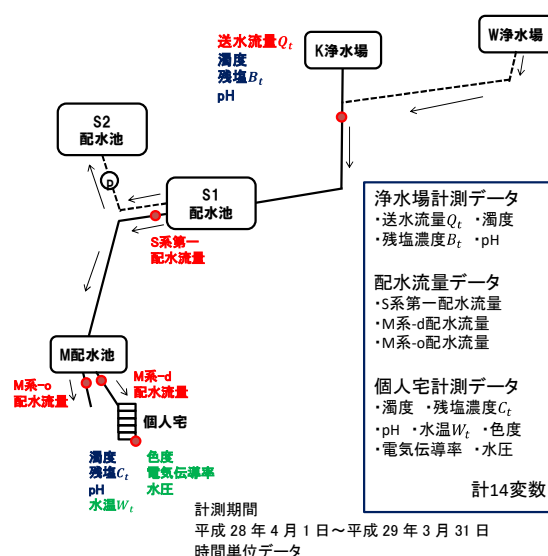 送水流量Qt
濁度
残塩Bt
pH
K浄水場
W浄水場
S2
配水池
P
S1
配水池
S系第一
配水流量
M配水池
M系-o
配水流量
M系-d
配水流量
個人宅
濁度
残塩Ct
pH
水温Wt
色度
電気伝導率
水圧
浄水場計測データ
・送水流量Qt ・濁度
・残塩濃度Bt ・pH
配水流量データ
・S系第一配水流量
・M系-d配水流量
・M系-o配水流量
個人宅計測データ
・濁度 ・残塩濃度Ct
・pH ・水温Wt ・色度
・電気伝導率 ・水圧
計14変数
計測期間
平成 28 年 4 月 1 日～平成 29 年 3 月 31 日
時間単位データ